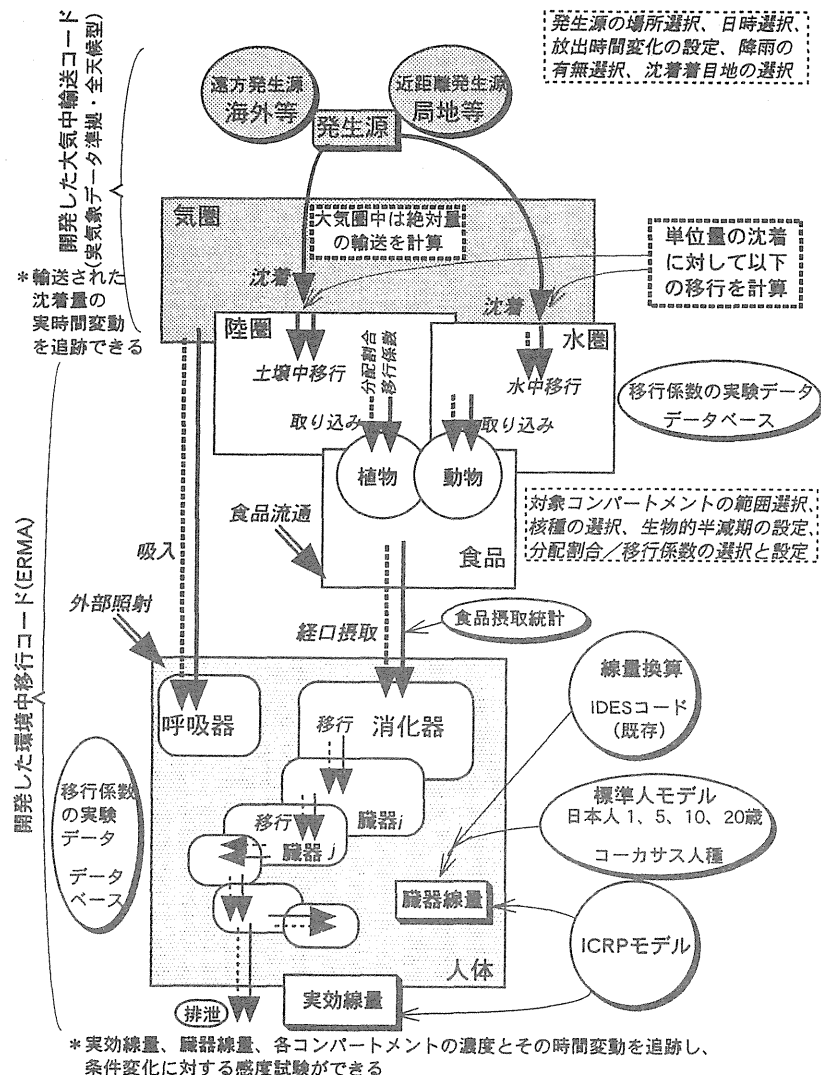 発生源の場所選択、日時選択、
放出時間変化の設定、降雨の
有無選択、沈着着目地の選択
開発した大気中輸送コード
(実気象データ準拠・全天候型)
遠方発生源
海外等
近距離発生源
局地等
発生源
気圏
大気圏中は絶対量
の輸送を計算
単位量の沈着
に対して以下
の移行を計算
*輸送された
沈着量の
実時間変動
を追跡できる
沈着
沈着
陸圏
水圏
土壌中移行
分配割合
移行係数
水中移行
移行係数の実験データ
データベース
取り込み
取り込み
植物
動物
対象コンパートメントの範囲選択、
核種の選択、生物的半減期の設定、
分配割合／移行係数の選択と設定
食品流通
食品
開発した環境中移行コード(ERMA)
吸入
外部照射
経口摂取
食品摂取統計
線量換算
IDESコード
（既存）
呼吸器
移行
消化器
移行係数
の実験
データ
データ
ベース
臓器i
移行
臓器j
標準人モデル
日本人 1、5、10、20歳
コーカサス人種
臓器線量
ICRPモデル
人体
実効線量
排泄
*実効線量、臓器線量、各コンパートメントの濃度とその時間変動を追跡し、
条件変化に対する感度試験ができる